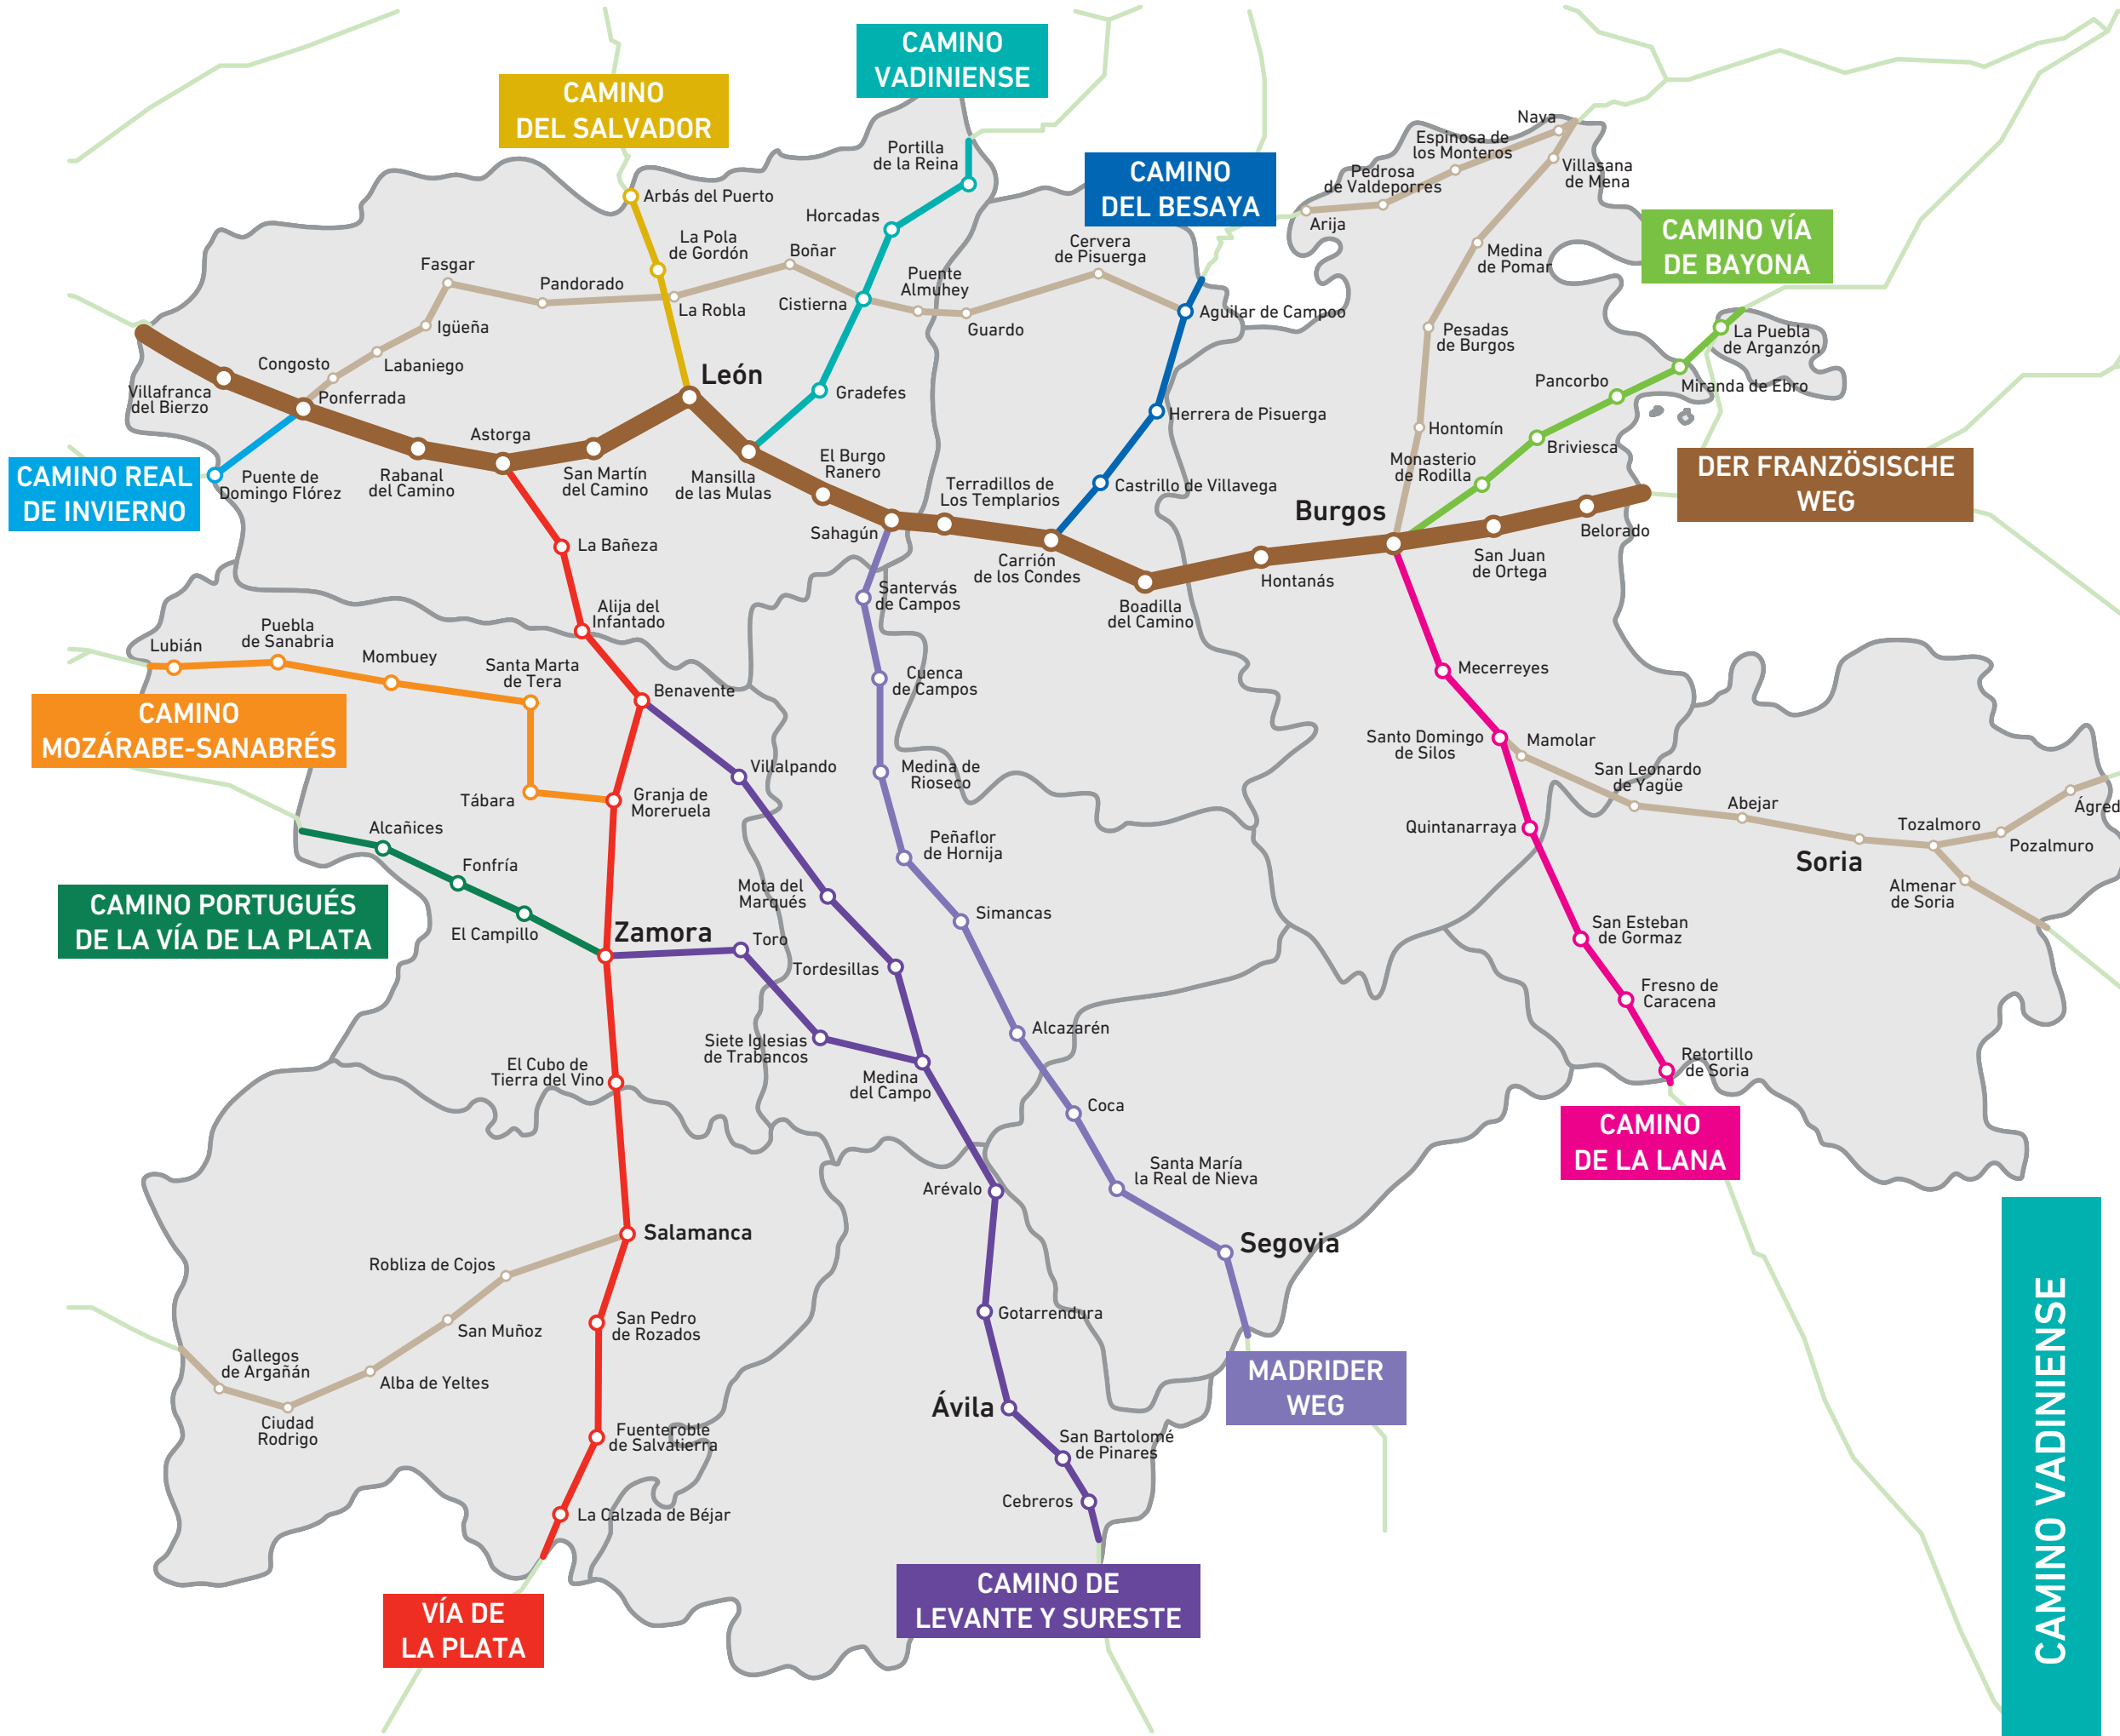 CAMINO
VADINIENSE
CAMINO
DEL SALVADOR
Nava
Espinosa de
los Monteros
Portilla
de la Reina
CAMINO
DEL BESAYA
Pedrosa
de Valdeporres
Villasana
de Mena
Arbás del Puerto
Horcadas
Arija
CAMINO VÍA
DE BAYONA
La Pola
de Gordón
Boñar
Cervera
de Pisuerga
Medina
de Pomar
Fasgar
Pandorado
Puente
Almuhey
Cistierna
La Robla
Guardo
Aguilar de Campoo
Igüeña
Pesadas
de Burgos
La Puebla
de Arganzón
Congosto
Labaniego
León
Pancorbo
Miranda de Ebro
Villafranca
del Bierzo
Ponferrada
Gradefes
Herrera de Pisuerga
Hontomín
Astorga
Briviesca
El Burgo
Ranero
Monasterio
de Rodilla
DER FRANZÖSISCHE
WEG
CAMINO REAL
DE INVIERNO
Puente de
Domingo Flórez
Rabanal
del Camino
San Martín
del Camino
Mansilla
de las Mulas
Terradillos de
Los Templarios
Castrillo de Villavega
Burgos
Belorado
Sahagún
La Bañeza
Carrión
de los Condes
Hontanás
San Juan
de Ortega
Santervás
de Campos
Boadilla
del Camino
Alija del
Infantado
Lubián
Puebla
de Sanabria
Mombuey
Santa Marta
de Tera
Benavente
Cuenca
de Campos
Mecerreyes
CAMINO
MOZÁRABE-SANABRÉS
Santo Domingo
de Silos
Mamolar
Villalpando
Medina de
Rioseco
San Leonardo
de Yagüe
Tábara
Granja de
Moreruela
Abejar
Ágred
Alcañices
Quintanarraya
Tozalmoro
Pozalmuro
Peñaflor
de Hornija
Soria
Fonfría
Almenar
de Soria
CAMINO PORTUGUÉS
DE LA VÍA DE LA PLATA
Mota del
Marqués
Simancas
San Esteban
de Gormaz
El Campillo
Zamora
Toro
Tordesillas
Fresno de
Caracena
Siete Iglesias
de Trabancos
Alcazarén
Retortillo
de Soria
El Cubo de
Tierra del Vino
Medina
del Campo
Coca
CAMINO
DE LA LANA
Santa María
la Real de Nieva
Arévalo
Salamanca
Segovia
Robliza de Cojos
San Pedro
de Rozados
Gotarrendura
San Muñoz
Gallegos
de Argañán
Alba de Yeltes
MADRIDER
WEG
Ciudad
Rodrigo
Ávila
Fuenteroble
de Salvatierra
San Bartolomé
de Pinares
Cebreros
La Calzada de Béjar
CAMINO DE
LEVANTE Y SURESTE
VÍA DE
LA PLATA
CAMINO VADINIENSE